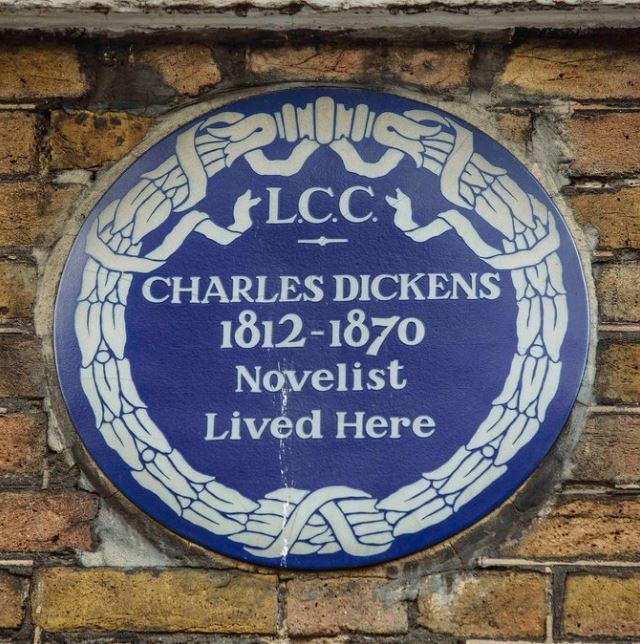 L.C.C.
CHARLES DICKENS
1812-1870
Novelist
Lived Here